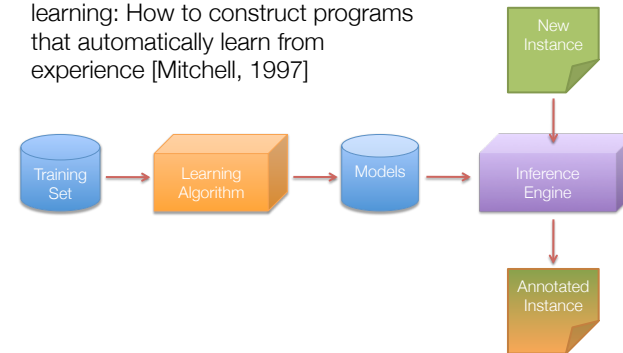 learning: How to construct programs
that automatically learn from
experience [Mitchell, 1997]
New
Instance
Training
Set
Learning
Algorithm
Models
Inference
Engine
Annotated
Instance